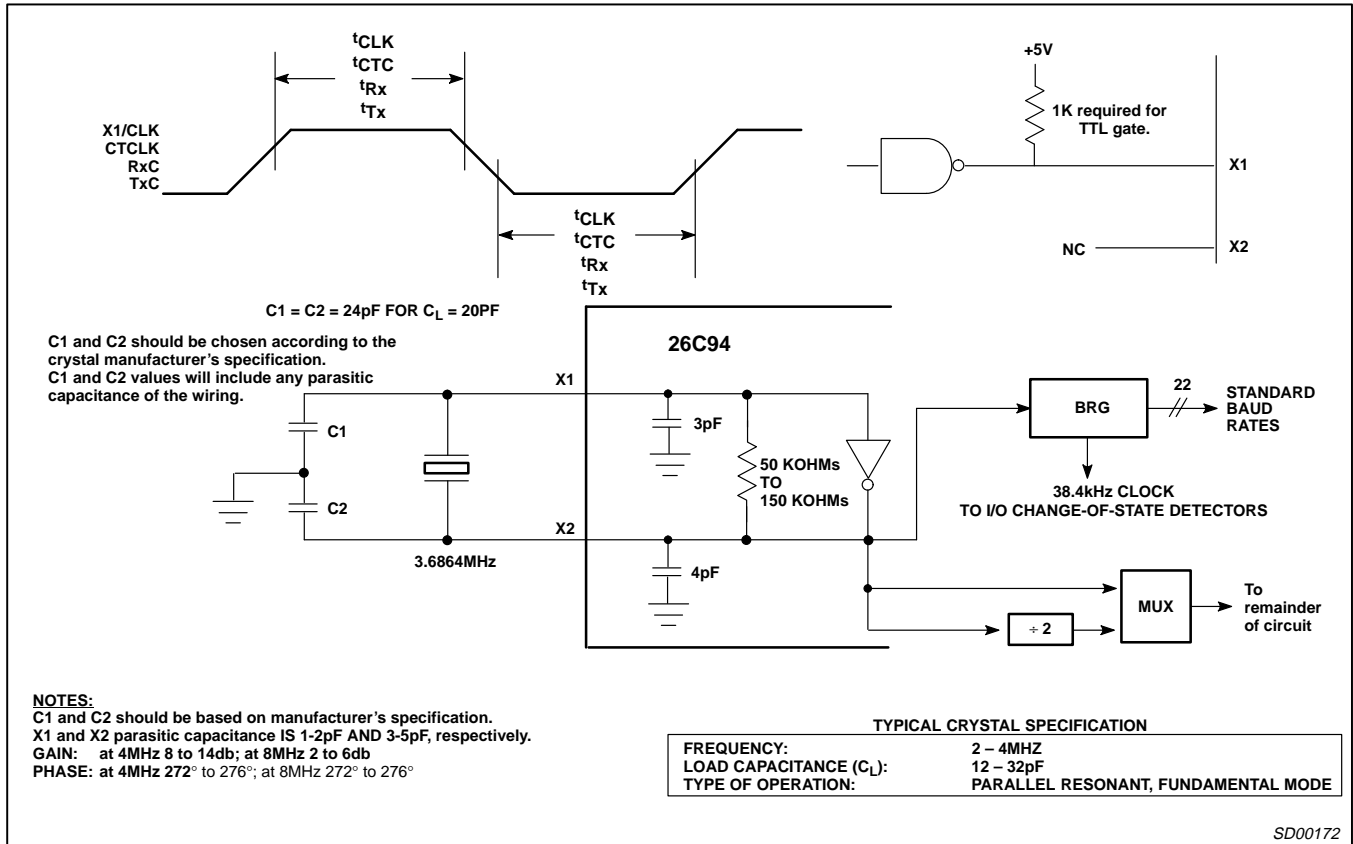 tCLK
tCTC
tRx
tTx
X1/CLK
CTCLK
RxC
TxC
+5V
1K required for
TTL gate.
X1
NC
X2
tCLK
tCTC
tRx
tTx
C1 = C2 = 24pF FOR CL = 20PF
C1 and C2 should be chosen according to the
crystal manufacturer's specification.
C1 and C2 values will include any parasitic
capacitance of the wiring.
26C94
X1
C1
C2
3.6864MHz
X2
3pF
50 KOHMs
TO
150 KOHMs
4pF
BRG
22
STANDARD
BAUD
RATES
38.4kHz CLOCK
TO I/O CHANGE-OF-STATE DETECTORS
÷ 2
MUX
To
remainder
of circuit
NOTES:
C1 and C2 should be based on manufacturer's specification.
X1 and X2 parasitic capacitance IS 1-2pF AND 3-5pF, respectively.
GAIN: at 4MHz 8 to 14db; at 8MHz 2 to 6db
PHASE: at 4MHz 272° to 276°; at 8MHz 272° to 276°
TYPICAL CRYSTAL SPECIFICATION
FREQUENCY: 2 – 4MHZ
LOAD CAPACITANCE (CL): 12 – 32pF
TYPE OF OPERATION: PARALLEL RESONANT, FUNDAMENTAL MODE
SD00172